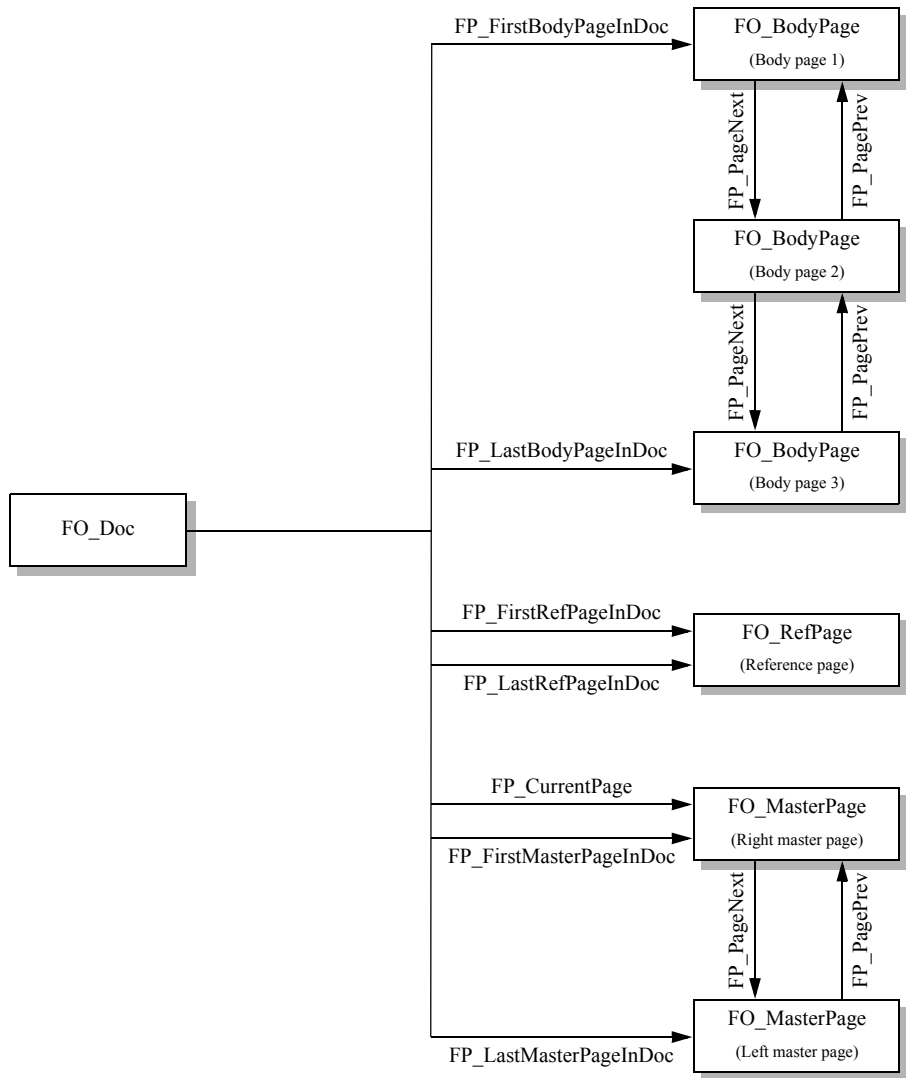 FP_FirstBodyPageInDoc
FO_BodyPage
(Body page 1)
FP_PageNext
FP_PagePrev
FO_BodyPage
(Body page 2)
FP_PageNext
FP_PagePrev
FP_LastBodyPageInDoc
FO_BodyPage
(Body page 3)
FO_Doc
FP_FirstRefPageInDoc
FO_RefPage
(Reference page)
FP_LastRefPageInDoc
FP_CurrentPage
FO_MasterPage
(Right master page)
FP_FirstMasterPageInDoc
FP_PageNext
FP_PagePrev
FO_MasterPage
(Left master page)
FP_LastMasterPageInDoc